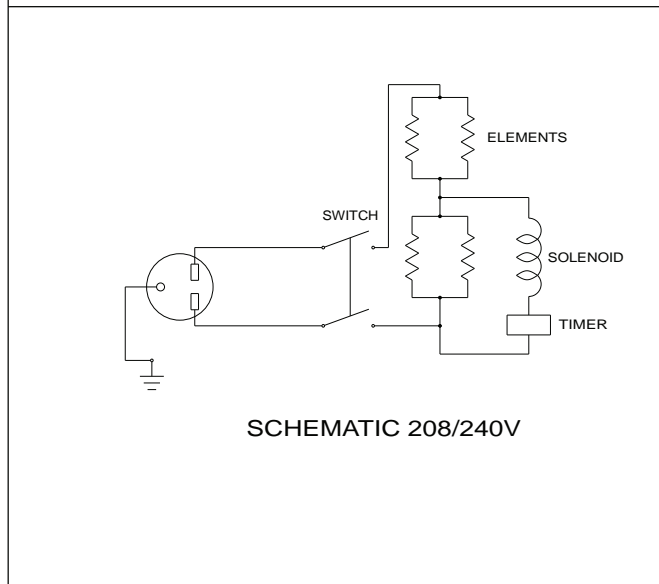 ELEMENTS
SWITCH
SOLENOID
TIMER
SCHEMATIC 208/240V